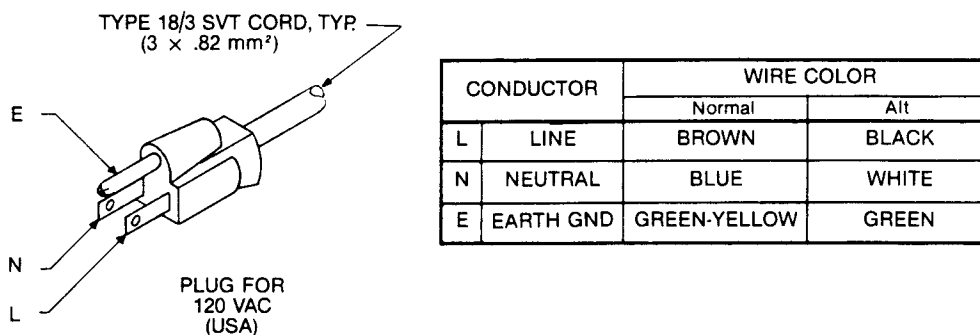 TYPE 18/3 SVT CORD, TYP.
(3 × .82 mm²)
E
N
L
PLUG FOR
120 VAC
(USA)
CONDUCTOR WIRE COLOR
Normal Alt
L LINE BROWN BLACK
N NEUTRAL BLUE WHITE
E EARTH GND GREEN-YELLOW GREEN